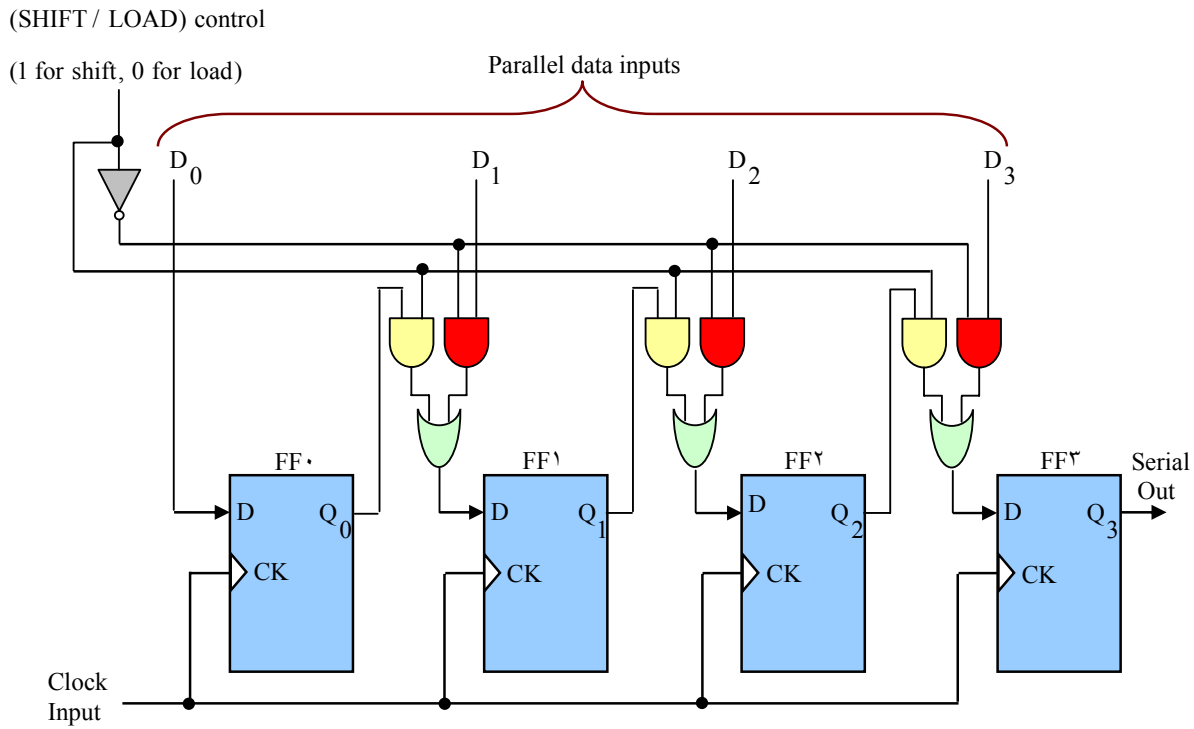 (SHIFT / LOAD) control
(1 for shift, 0 for load)
Parallel data inputs
D0
D1
D2
D3
FF٠
FF١
FF٢
FF٣
Serial
Out
D
Q0
D
Q1
D
Q2
D
Q3
CK
CK
CK
CK
Clock
Input